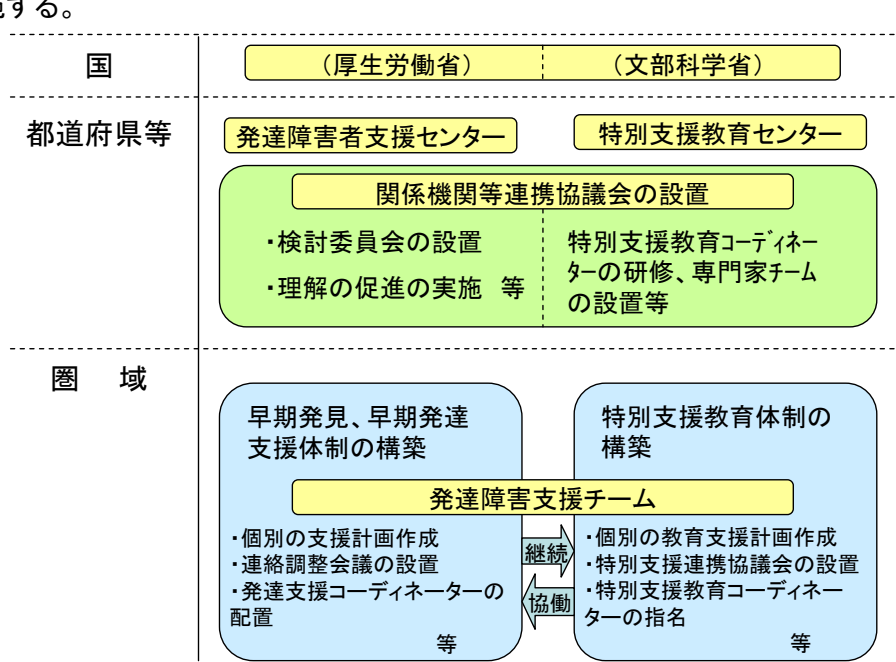 施する。
国
(厚生労働省)
(文部科学省)
都道府県等
発達障害者支援センター
特別支援教育センター
関係機関等連携協議会の設置
・検討委員会の設置
・理解の促進の実施 等
特別支援教育ｺｰﾃﾞｨﾈｰ
ﾀｰの研修、専門家ﾁｰﾑ
の設置等
圏 域
早期発見、早期発達
支援体制の構築
特別支援教育体制の
構築
発達障害支援チーム
・個別の支援計画作成
・連絡調整会議の設置
・発達支援コーディネーターの
配置
等
継続
協働
・個別の教育支援計画作成
・特別支援連携協議会の設置
・特別支援教育コーディネー
ターの指名
等